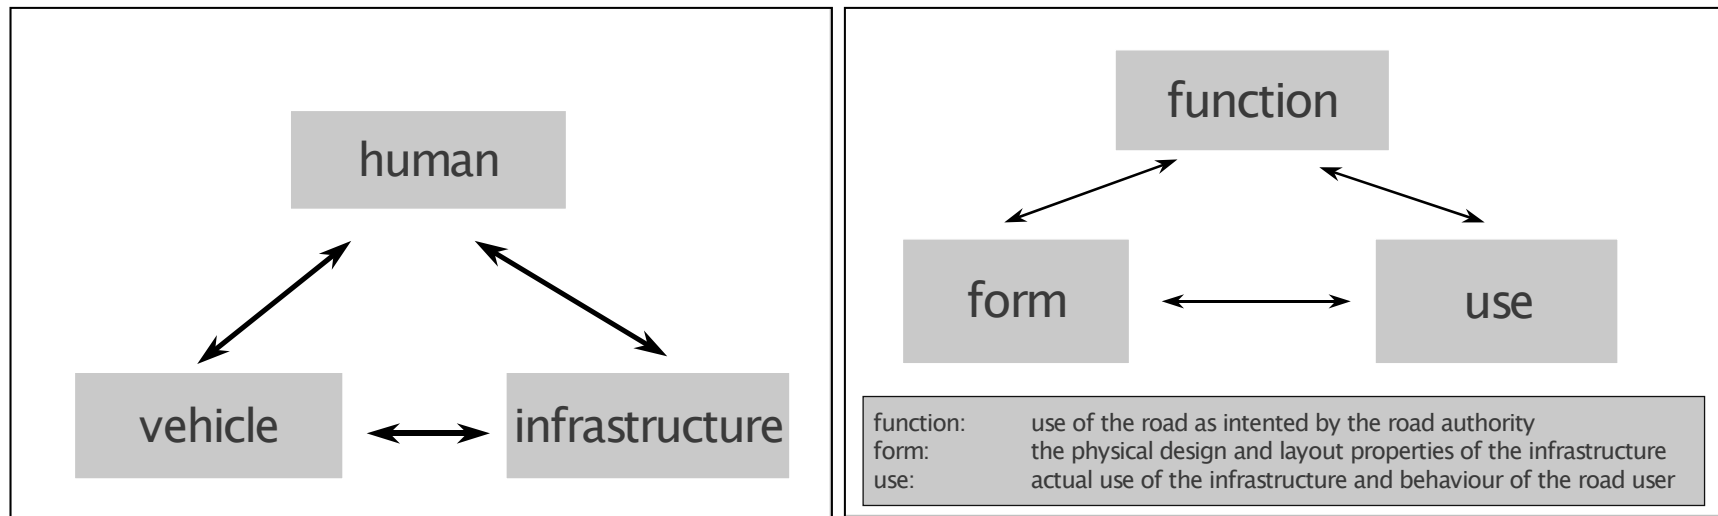 human
vehicle
infrastructure
function
form
use
function: use of the road as intented by the road authority
form: the physical design and layout properties of the infrastructure
use: actual use of the infrastructure and behaviour of the road user